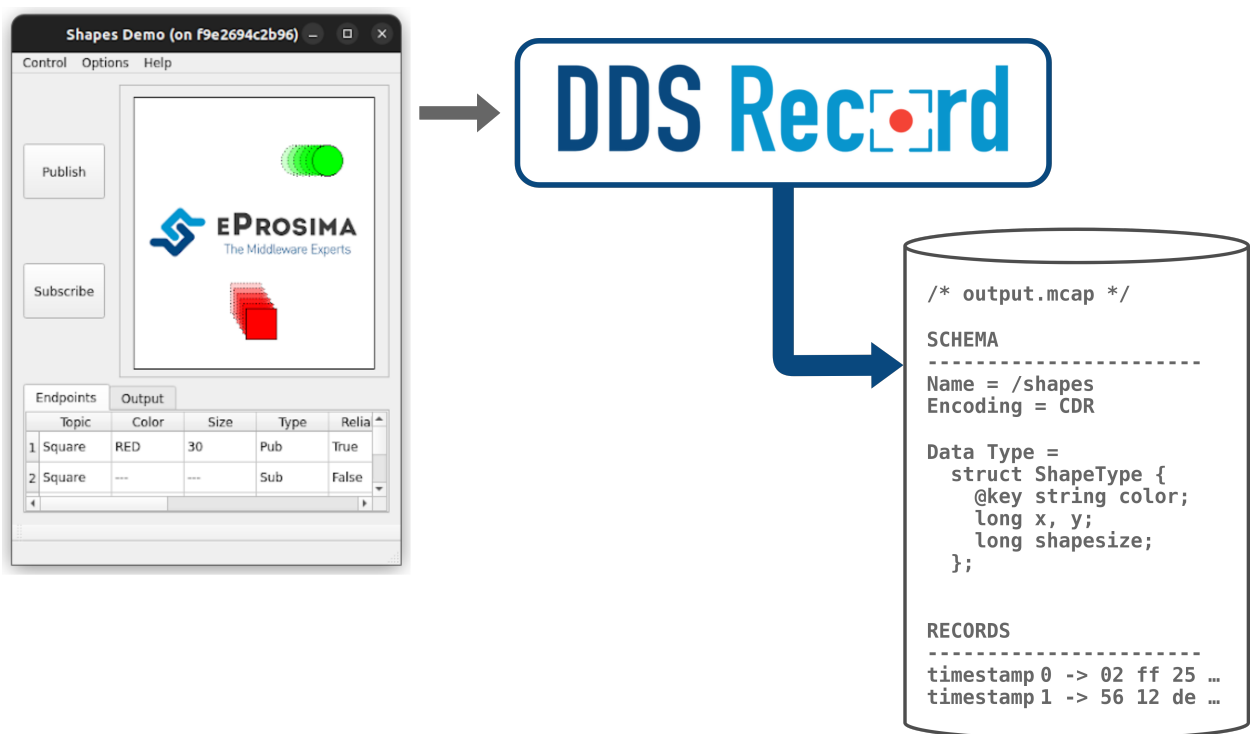 Shapes Demo (on f9e2694c2b96)
Control Options Help
Publish
Subscribe
EPROSIMA
The Middleware Experts
Endpoints Output
Topic Color Size Type Relia
1 Square RED 30 Pub True
2 Square --- --- Sub False
DDS Record
/* output.mcap */
SCHEMA
-----------------------
Name = /shapes
Encoding = CDR
Data Type =
struct ShapeType {
@key string color;
long x, y;
long shapesize;
};
RECORDS
-----------------------
timestamp 0 -> 02 ff 25 …
timestamp 1 -> 56 12 de …